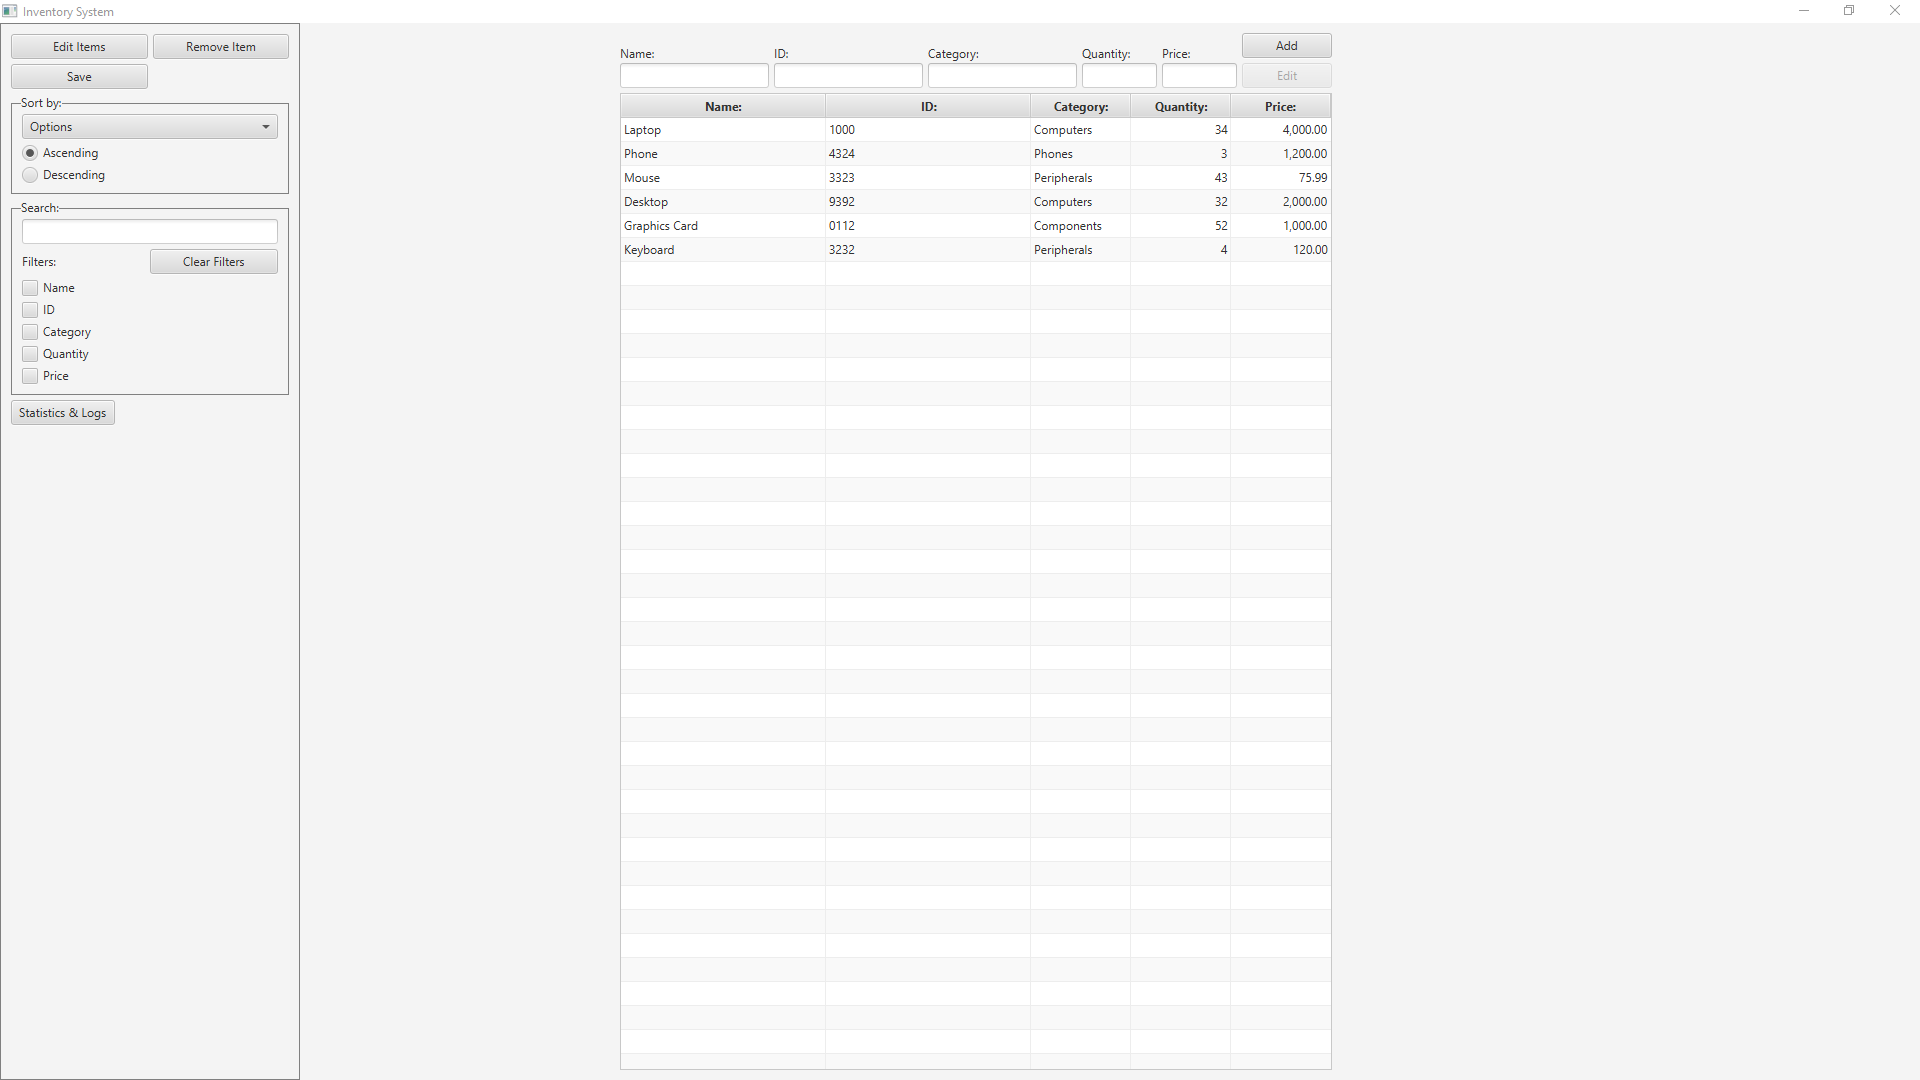 Inventory System
Edit Items
Remove Item
Save
Sort by:
Options
Ascending
Descending
Search:
Filters:
Clear Filters
Name
ID
Category
Quantity
Price
Statistics & Logs
Name: ID: Category: Quantity: Price:
Add
Edit
Name: ID: Category: Quantity: Price:
Laptop 1000 Computers 34 4,000.00
Phone 4324 Phones 3 1,200.00
Mouse 3323 Peripherals 43 75.99
Desktop 9392 Computers 32 2,000.00
Graphics Card 0112 Components 52 1,000.00
Keyboard 3232 Peripherals 4 120.00